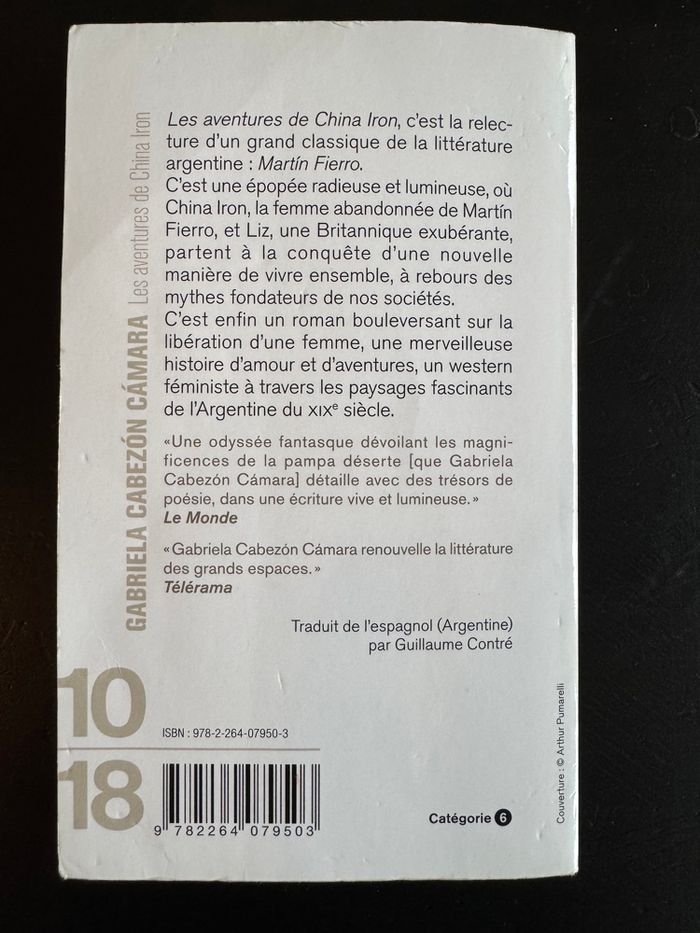 GABRIELA CABEZÓN CÁMARA Les aventures de China Iron
Les aventures de China Iron, c’est la relec-
ture d’un grand classique de la littérature
argentine : Martín Fierro.
C’est une épopée radieuse et lumineuse, où
China Iron, la femme abandonnée de Martín
Fierro, et Liz, une Britannique exubérante,
partent à la conquête d’une nouvelle
manière de vivre ensemble, à rebours des
mythes fondateurs de nos sociétés.
C’est enfin un roman bouleversant sur la
libération d’une femme, une merveilleuse
histoire d’amour et d’aventures, un western
féministe à travers les paysages fascinants
de l’Argentine du XIXe siècle.
«Une odyssée fantasque dévoilant les magni-
ficences de la pampa déserte [que Gabriela
Cabezón Cámara] détaille avec des trésors de
poésie, dans une écriture vive et lumineuse.»
Le Monde
« Gabriela Cabezón Cámara renouvelle la littérature
des grands espaces. »
Télérama
Traduit de l’espagnol (Argentine)
par Guillaume Contré
10
18
ISBN : 978-2-264-07950-3
9 782264 079503
Catégorie 6
Couverture : © Arthur Pumarelli